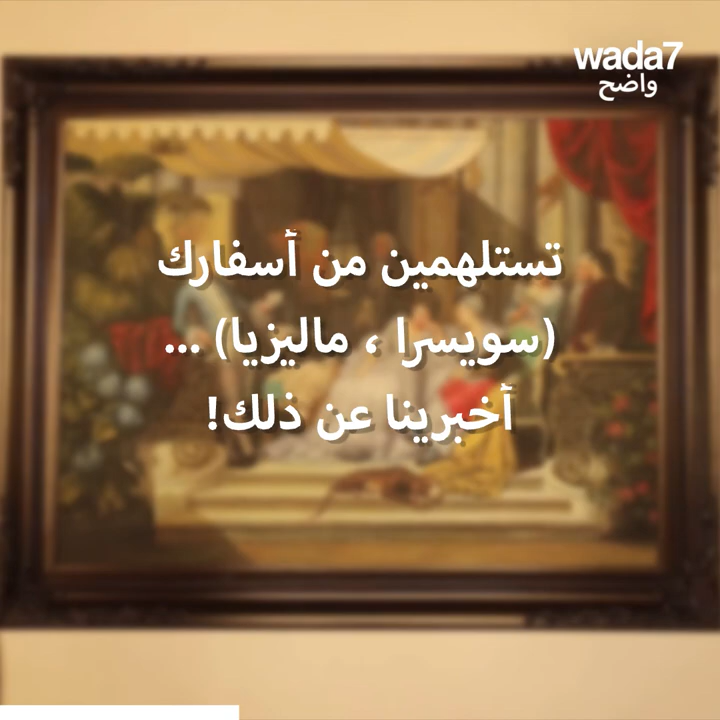 wada7
واضح
تستلهمين من أسفارك
(سويسرا ، ماليزيا) ...
أخبرينا عن ذلك!